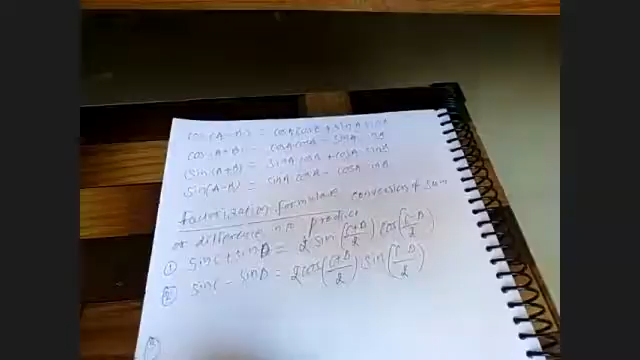 cos(A-B) = cosAcosB + sinA sinB
cos(A+B) = cosAcosB - sinA sinB
(sin(A+B) = sinA cosB + cosA sinB
sin(A-B) = sinA cosB - cosA sinB
Factorization formulae conversion of sum
or difference into product
① sinC + sinD = 2 sin((C+D)/2) cos((C-D)/2)
② sinC - sinD = 2cos((C+D)/2) sin((C-D)/2)